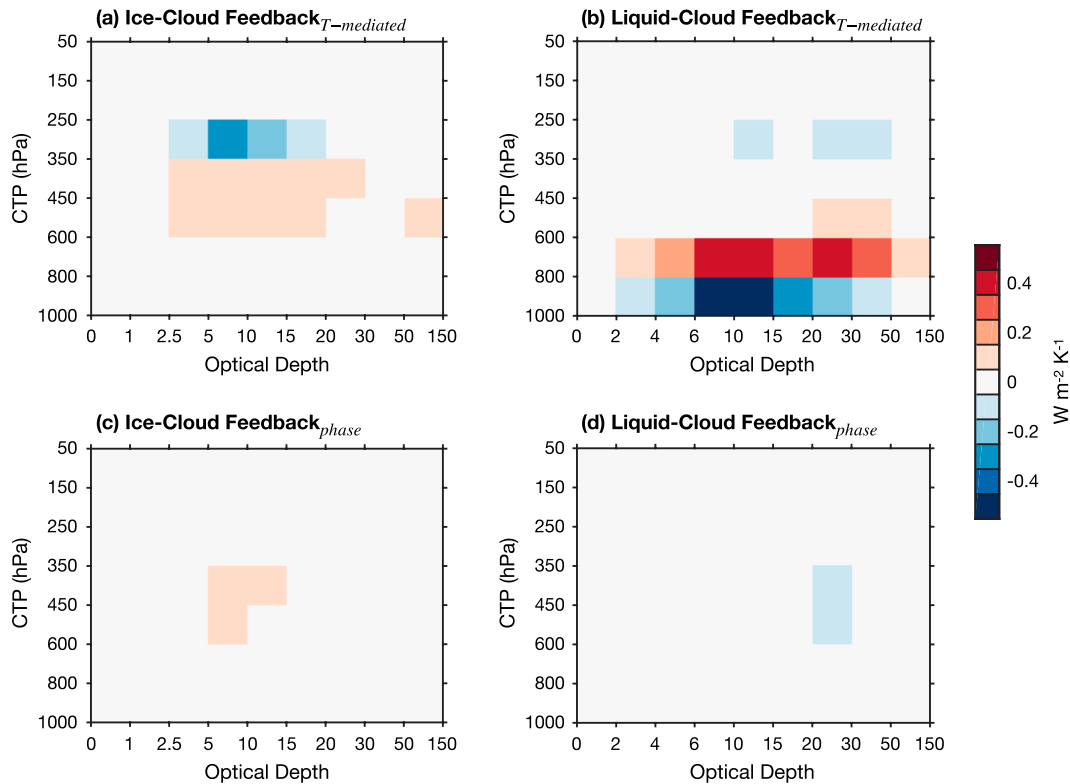 (a) Ice-Cloud Feedback T−mediated
(b) Liquid-Cloud Feedback T−mediated
50
150
250
350
450
600
800
1000
CTP (hPa)
0 1 2.5 5 10 15 20 30 50 150
Optical Depth
50
150
250
350
450
600
800
1000
CTP (hPa)
0 2 4 6 10 15 20 30 50 150
Optical Depth
0.4
0.2
0
-0.2
-0.4
W m-2 K-1
(c) Ice-Cloud Feedback phase
(d) Liquid-Cloud Feedback phase
50
150
250
350
450
600
800
1000
CTP (hPa)
0 1 2.5 5 10 15 20 30 50 150
Optical Depth
50
150
250
350
450
600
800
1000
CTP (hPa)
0 2 4 6 10 15 20 30 50 150
Optical Depth